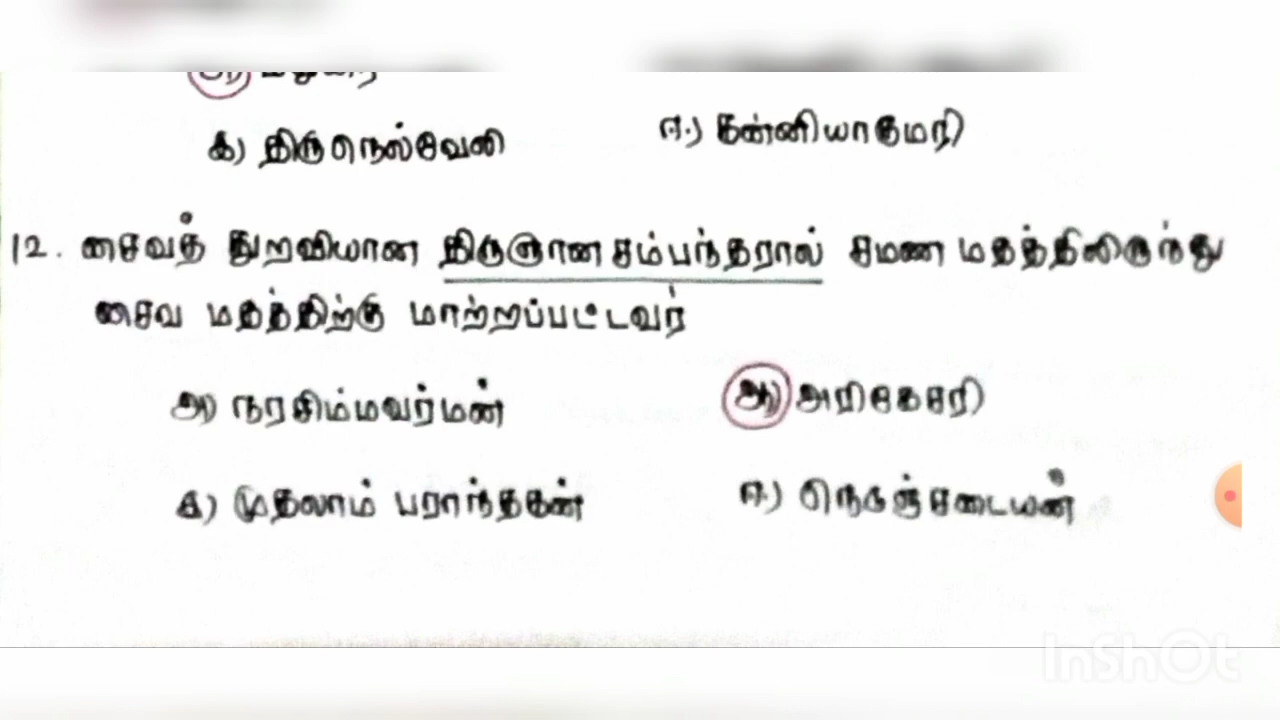 ஆ) மதுரை
இ) திருநெல்வேலி ஈ) கன்னியாகுமரி
12. சைவத் துறவியான திருஞானசம்பந்தரால் சமண மதத்திலிருந்து
சைவ மதத்திற்கு மாற்றப்பட்டவர்
அ) நரசிம்மவர்மன் ஆ) அரிகேசரி
இ) முதலாம் பராந்தகன் ஈ) நெடுஞ்சடையன்
InShOt